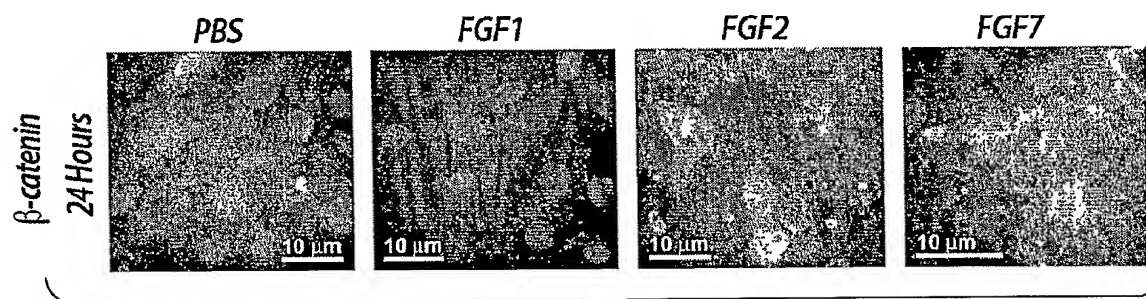 PBS FGF1 FGF2 FGF7
β-catenin
24 Hours
10 μm 10 μm 10 μm 10 μm